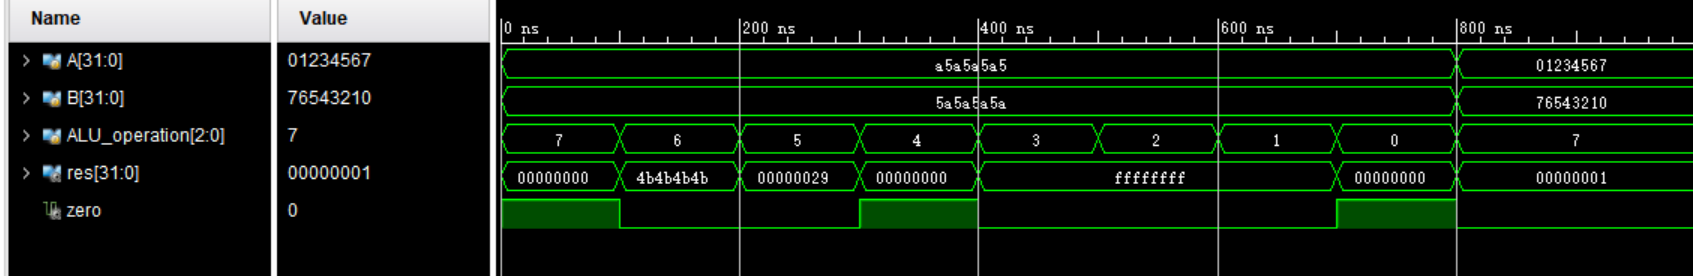 Name Value 0 ns 200 ns 400 ns 600 ns 800 ns
A[31:0] 01234567 a5a5a5a5 01234567
B[31:0] 76543210 5a5a5a5a 76543210
ALU_operation[2:0] 7 7 6 5 4 3 2 1 0 7
res[31:0] 00000001 00000000 4b4b4b4b 00000029 00000000 ffffffff 00000000 00000001
zero 0